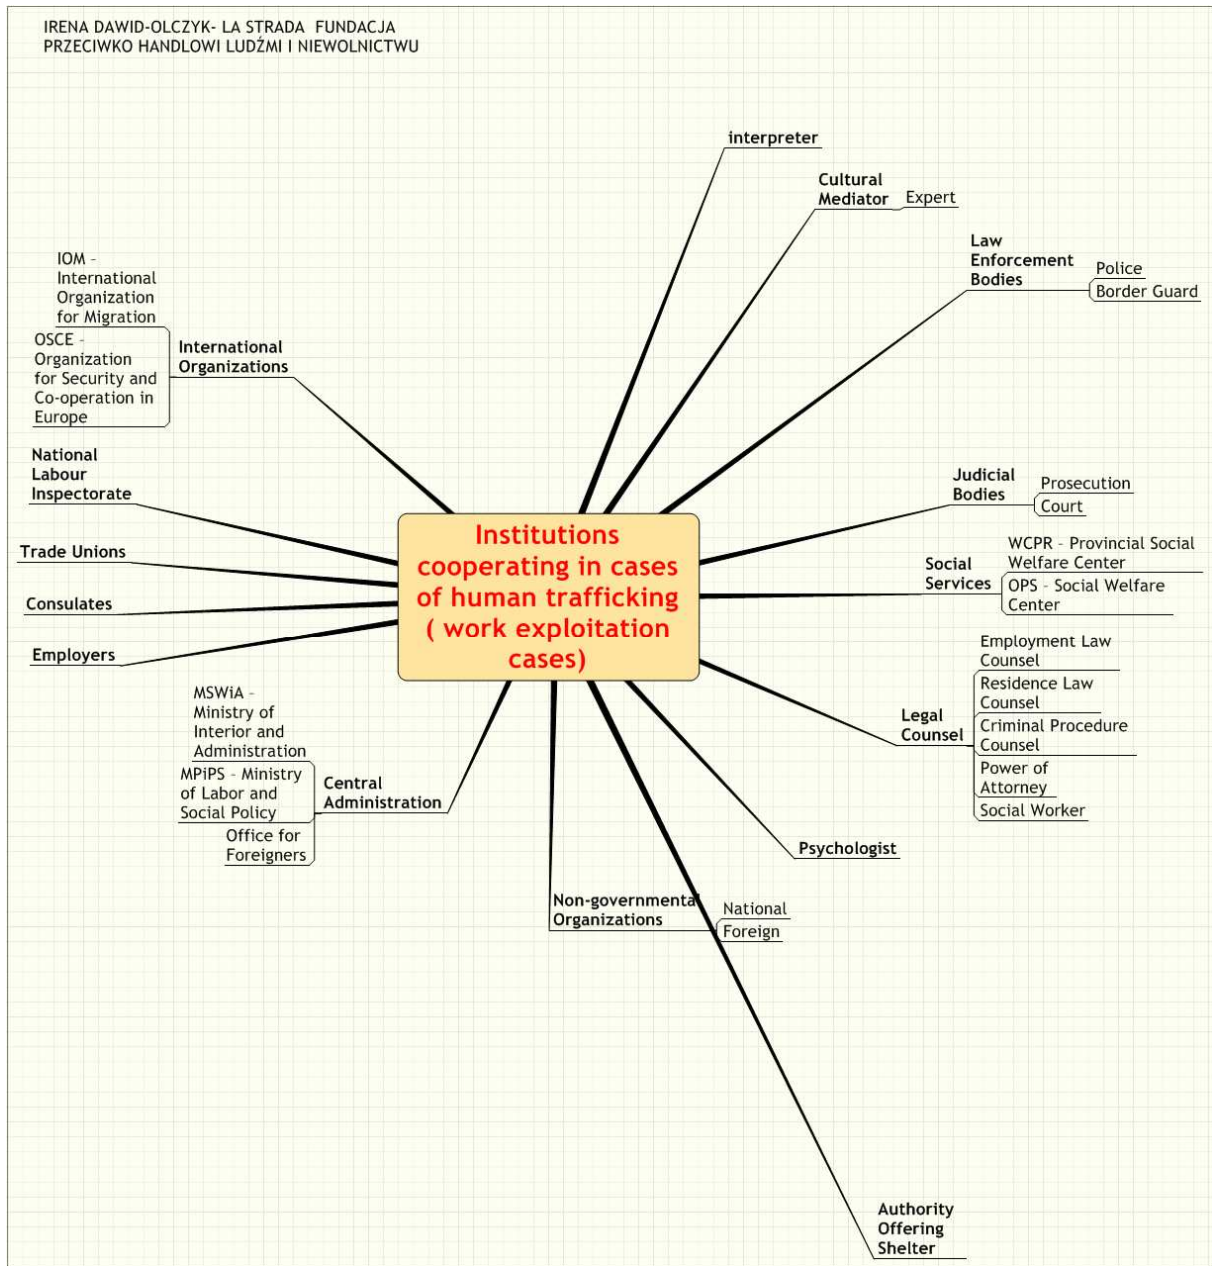 IRENA DAWID-OLCZYK- LA STRADA  FUNDACJA
PRZECIWKO HANDLOWI LUDŹMI I NIEWOLNICTWU
interpreter
Cultural
Mediator
Expert
Law
Enforcement
Bodies
Police
Border Guard
IOM –
International
Organization
for Migration
OSCE –
Organization
for Security and
Co-operation in
Europe
International
Organizations
National
Labour
Inspectorate
Trade Unions
Consulates
Employers
Institutions
cooperating in cases
of human trafficking
( work exploitation
cases)
Judicial
Bodies
Prosecution
Court
Social
Services
WCPR – Provincial Social
Welfare Center
OPS – Social Welfare
Center
Legal
Counsel
Employment Law
Counsel
Residence Law
Counsel
Criminal Procedure
Counsel
Power of
Attorney
Social Worker
MSWiA –
Ministry of
Interior and
Administration
MPiPS – Ministry
of Labor and
Social Policy
Office for
Foreigners
Central
Administration
Psychologist
Non-governmental
Organizations
National
Foreign
Authority
Offering
Shelter